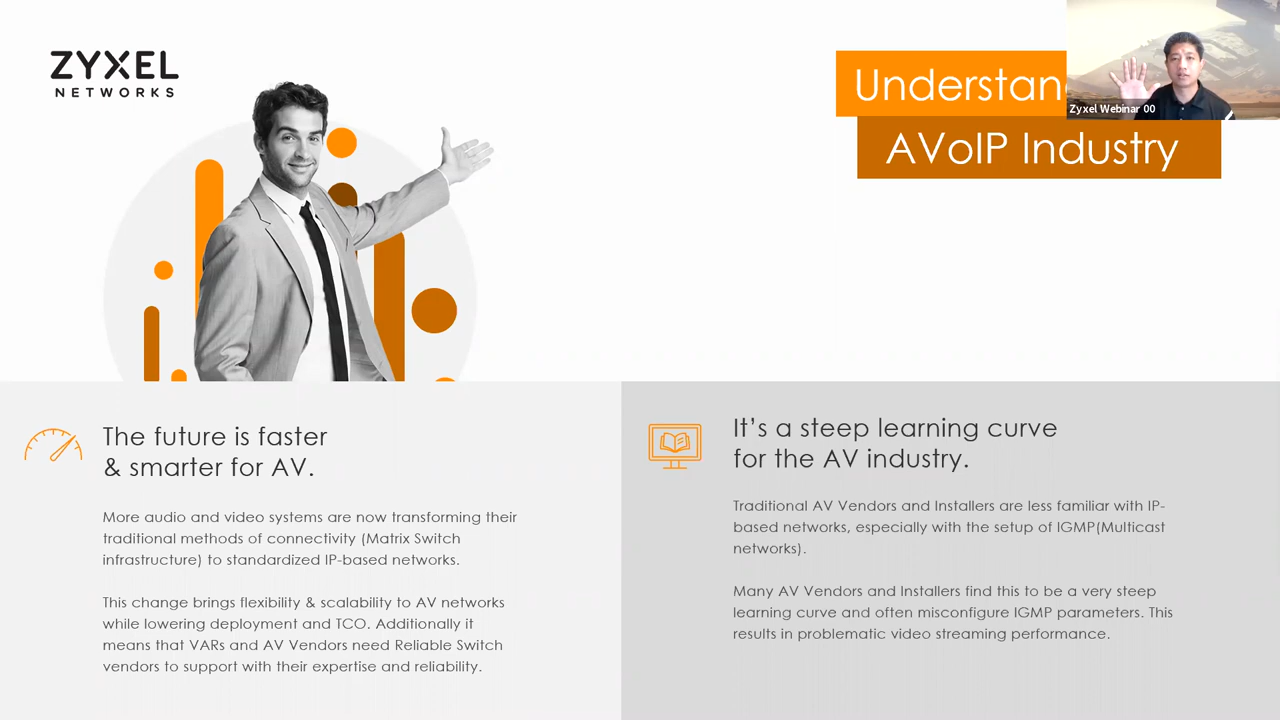 ZYXEL
NETWORKS
AVoIP Industry
Zyxel Webinar 00
The future is faster
& smarter for AV.
More audio and video systems are now transforming their
traditional methods of connectivity (Matrix Switch
infrastructure) to standardized IP-based networks.
This change brings flexibility & scalability to AV networks
while lowering deployment and TCO. Additionally it
means that VARs and AV Vendors need Reliable Switch
vendors to support with their expertise and reliability.
It's a steep learning curve
for the AV industry.
Traditional AV Vendors and Installers are less familiar with IP-
based networks, especially with the setup of IGMP(Multicast
networks).
Many AV Vendors and Installers find this to be a very steep
learning curve and often misconfigure IGMP parameters. This
results in problematic video streaming performance.